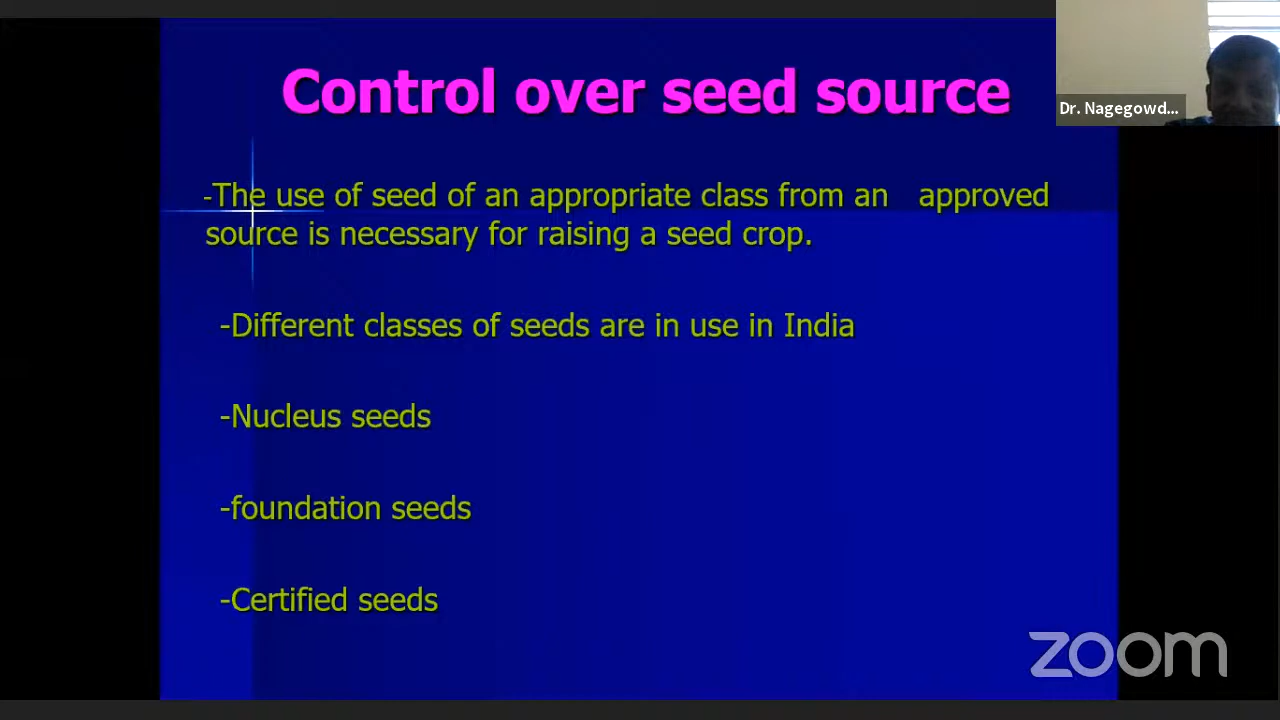 Control over seed source
Dr. Nagegowd...
-The use of seed of an appropriate class from an approved
source is necessary for raising a seed crop.
-Different classes of seeds are in use in India
-Nucleus seeds
-foundation seeds
-Certified seeds
zoom